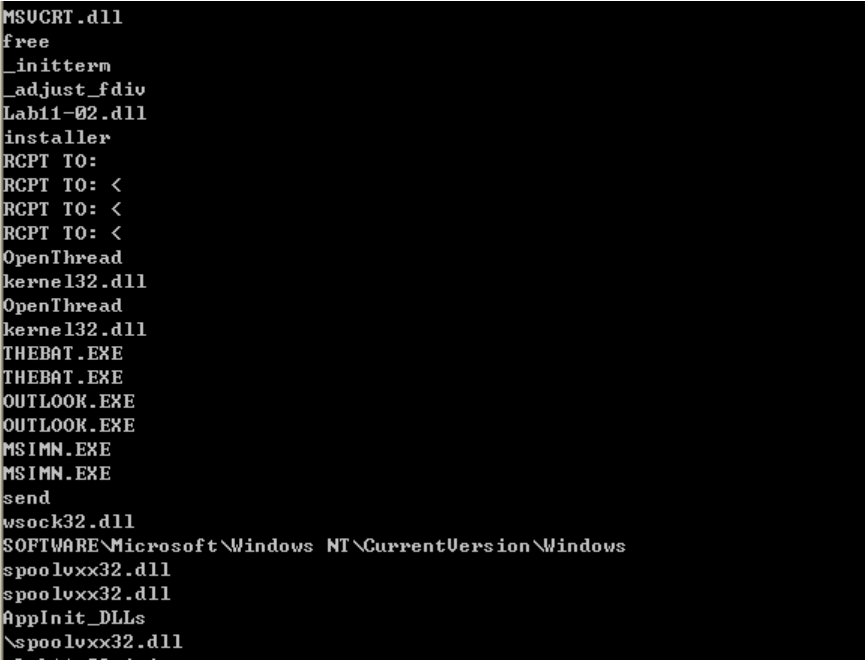 MSVCRT.dll
free
_initterm
_adjust_fdiv
Lab11-02.dll
installer
RCPT TO:
RCPT TO: <
RCPT TO: <
RCPT TO: <
OpenThread
kernel32.dll
OpenThread
kernel32.dll
THEBAT.EXE
THEBAT.EXE
OUTLOOK.EXE
OUTLOOK.EXE
MSIMN.EXE
MSIMN.EXE
send
wsock32.dll
SOFTWARE\Microsoft\Windows NT\CurrentVersion\Windows
spoolvxx32.dll
spoolvxx32.dll
AppInit_DLLs
\spoolvxx32.dll